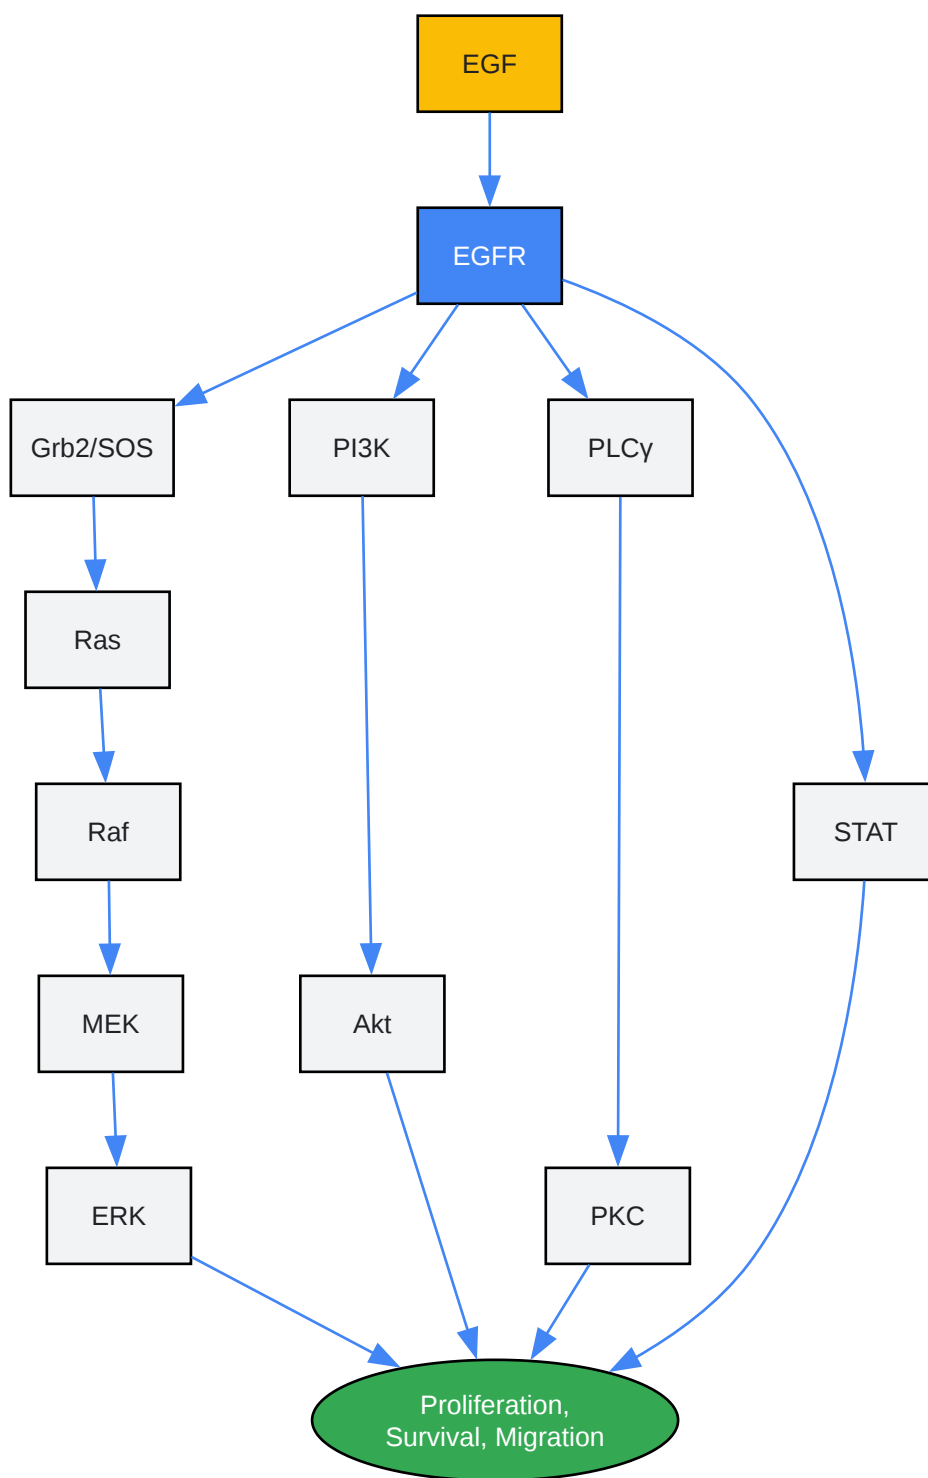 EGF
EGFR
Grb2/SOS
PI3K
PLCγ
Ras
Raf
STAT
MEK
Akt
ERK
PKC
Proliferation,
Survival, Migration